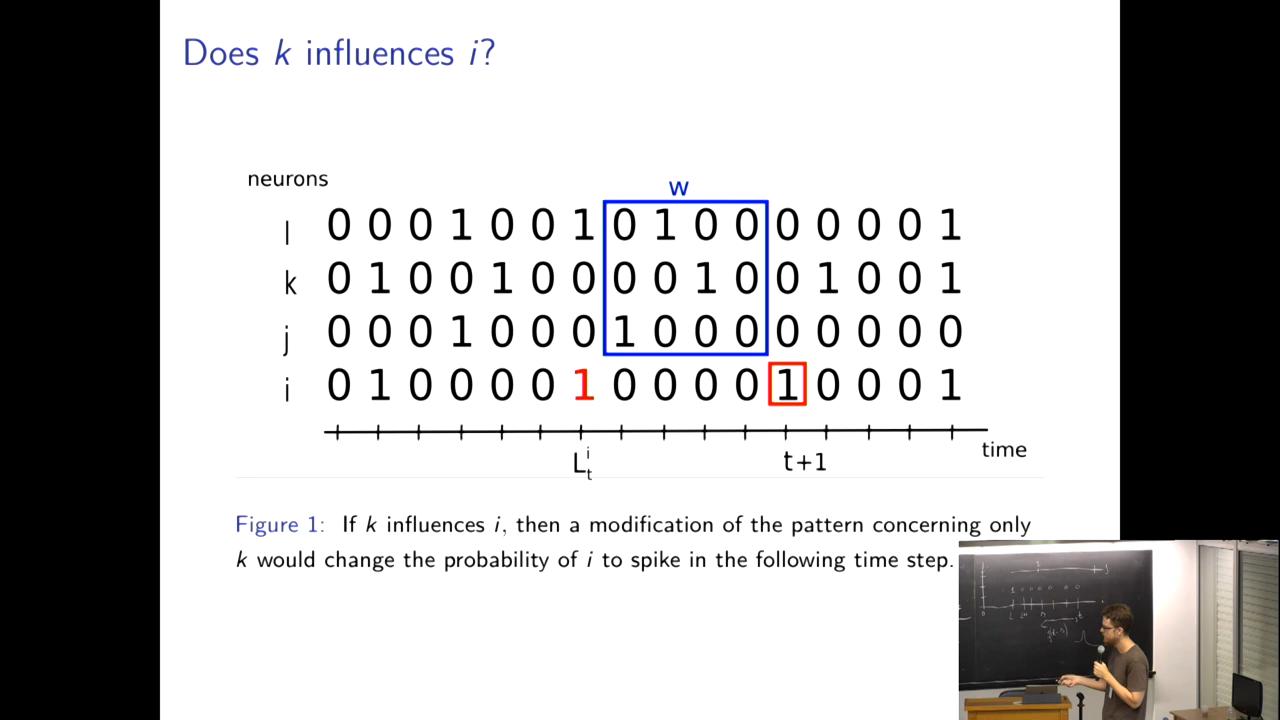 Does k influences i?
neurons
w
l 0 0 0 1 0 0 1 0 1 0 0 0 0 0 0 1
k 0 1 0 0 1 0 0 0 0 1 0 0 1 0 0 1
j 0 0 0 1 0 0 0 1 0 0 0 0 0 0 0 0
i 0 1 0 0 0 0 1 0 0 0 0 1 0 0 0 1
time
L_t^i t+1
Figure 1: If k influences i, then a modification of the pattern concerning only
k would change the probability of i to spike in the following time step.